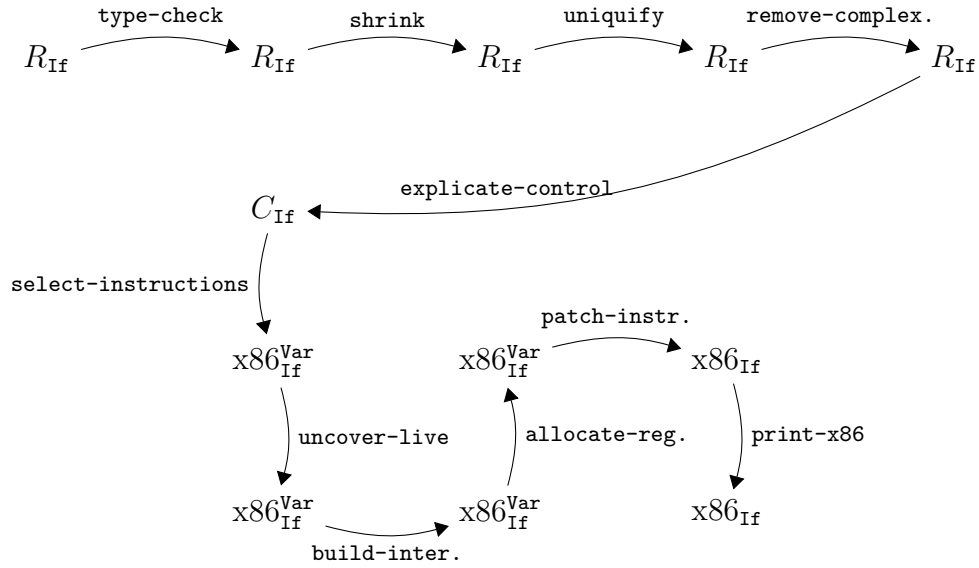 type-check
shrink
uniquify
remove-complex.
R_If R_If R_If R_If R_If
explicate-control
C_If
select-instructions
patch-instr.
x86^Var_If x86^Var_If x86_If
uncover-live
allocate-reg.
print-x86
x86^Var_If x86^Var_If x86_If
build-inter.